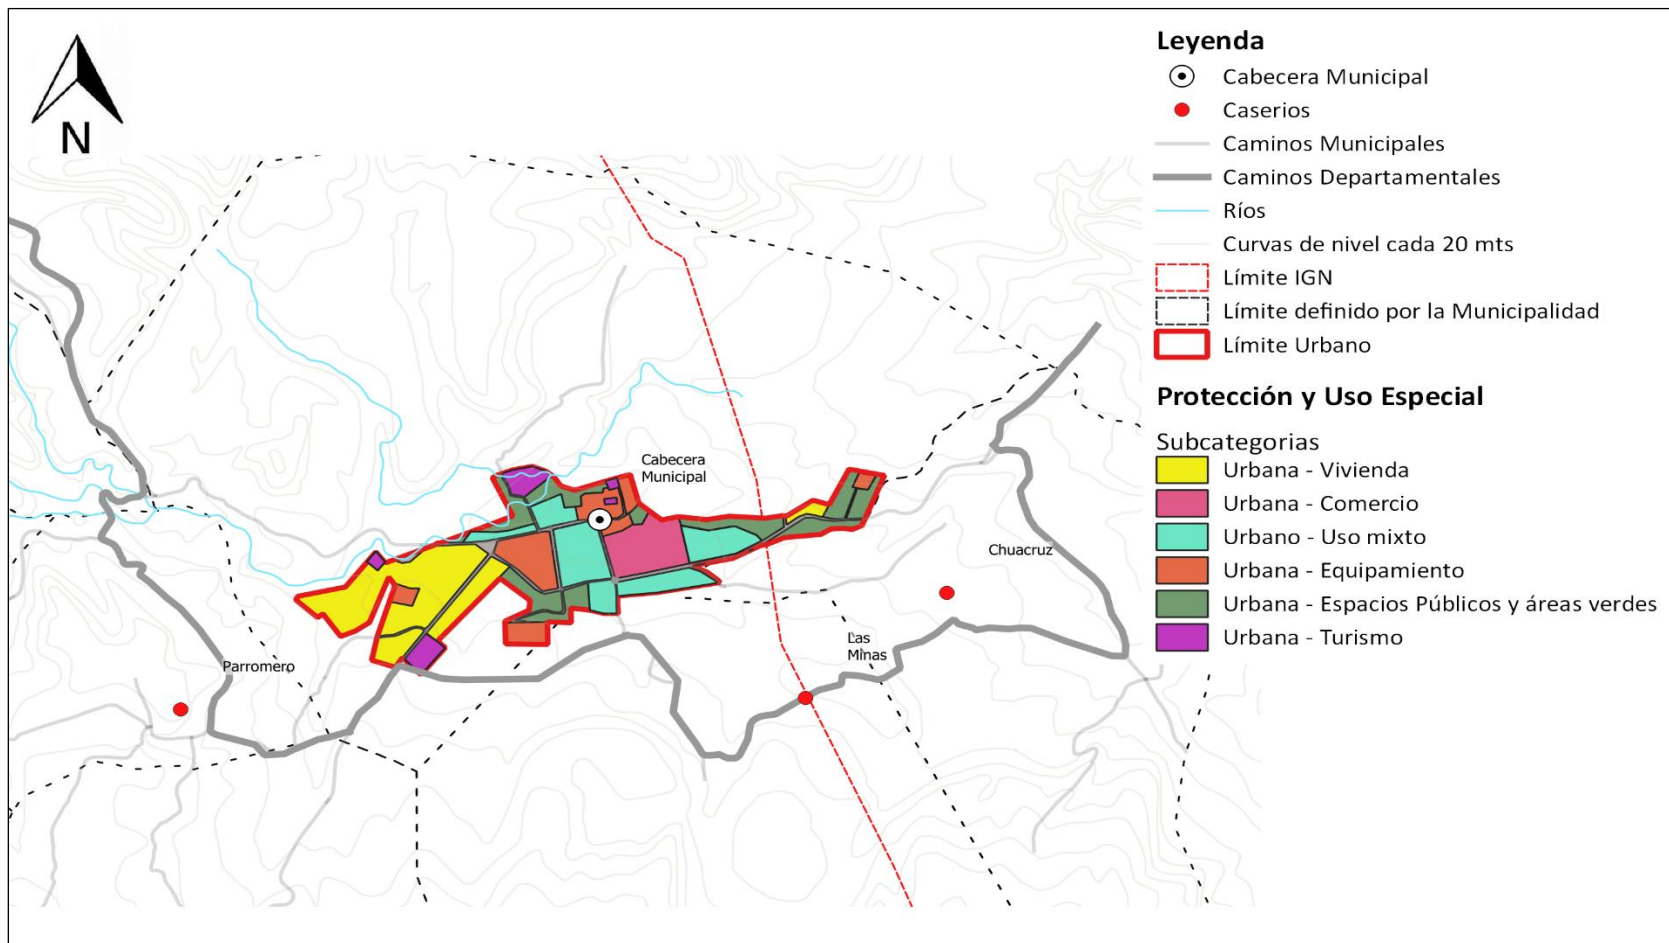 N
Leyenda
Cabecera Municipal
Caserios
Caminos Municipales
Caminos Departamentales
Ríos
Curvas de nivel cada 20 mts
Límite IGN
Límite definido por la Municipalidad
Límite Urbano
Protección y Uso Especial
Subcategorias
Urbana - Vivienda
Urbana - Comercio
Urbano - Uso mixto
Urbana - Equipamiento
Urbana - Espacios Públicos y áreas verdes
Urbana - Turismo
Cabecera
Municipal
Chuacruz
Las
Minas
Parromero